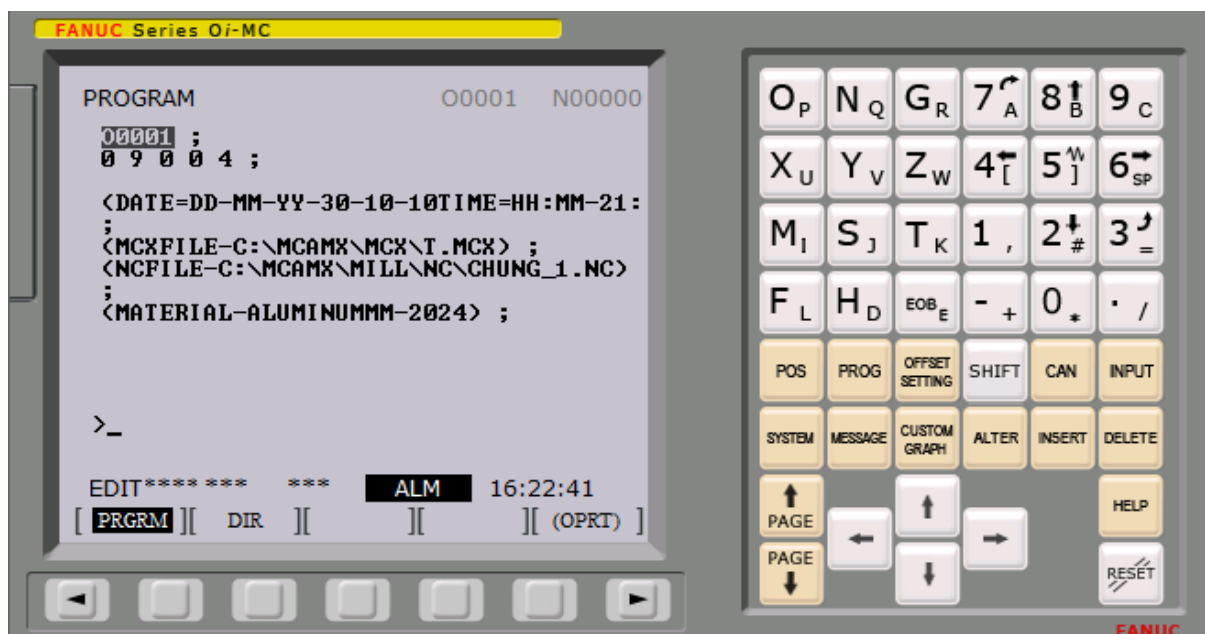 FANUC Series Oi-MC
PROGRAM O0001 N00000
O0001 ;
0 9 0 0 4 ;
(DATE=DD-MM-YY-30-10-10TIME=HH:MM-21:
;
(MCXFILE-C:\MCAMX\MCX\T.MCX) ;
(NCFILE-C:\MCAMX\MILL\NC\CHUNG_1.NC)
;
(MATERIAL-ALUMINUMMM-2024) ;
>_
EDIT**** *** *** ALM 16:22:41
[ PRGRM ][ DIR ][ ][ ][ (OPRT) ]
OP NQ GR 7A 8B 9C
XU YV ZW 4[ 5] 6SP
MI SJ TK 1, 2# 3=
FL HD EOBE -+ 0* ./
POS PROG OFFSET SETTING SHIFT CAN INPUT
SYSTEM MESSAGE CUSTOM GRAPH ALTER INSERT DELETE
PAGE HELP
PAGE RESET
FANUC